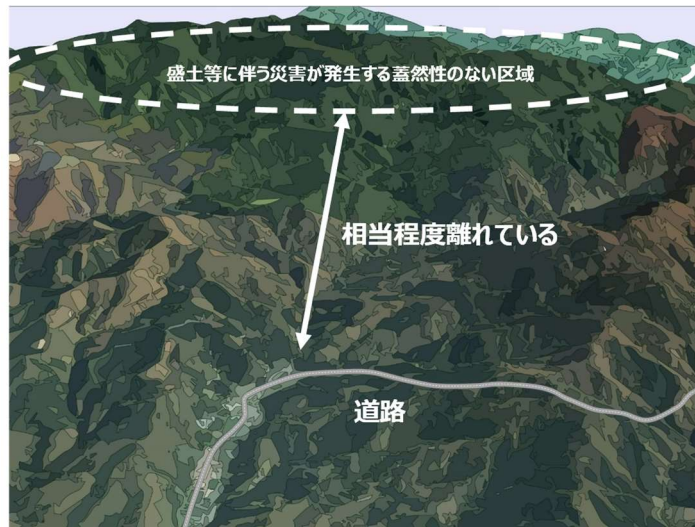 盛土等に伴う災害が発生する蓋然性のない区域
相当程度離れている
道路